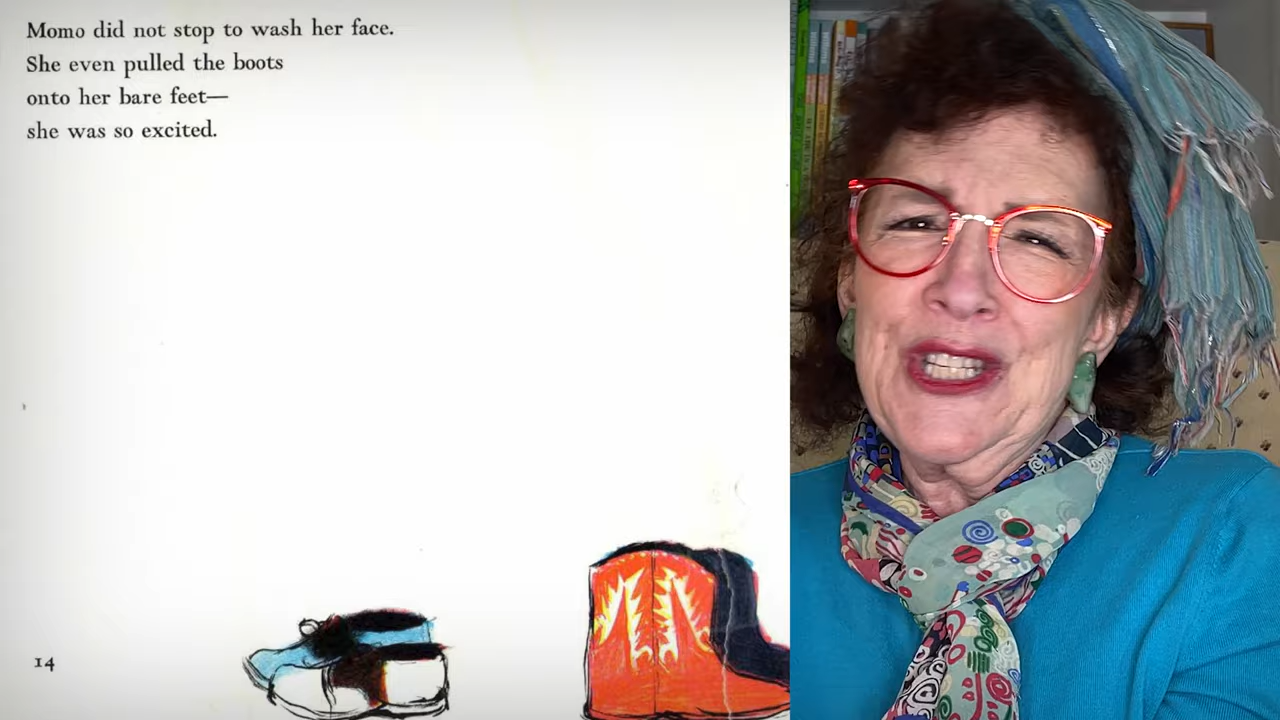 Momo did not stop to wash her face.
She even pulled the boots
onto her bare feet—
she was so excited.
14